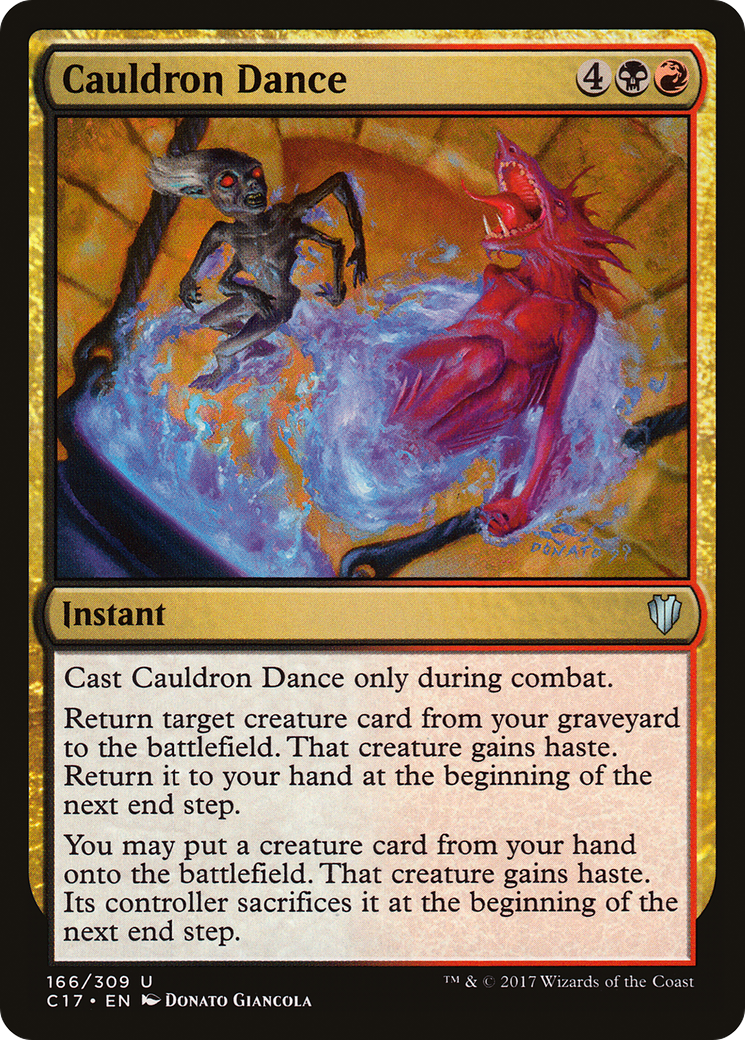 Cauldron Dance 4
DONATO 97
Instant
Cast Cauldron Dance only during combat.
Return target creature card from your graveyard
to the battlefield. That creature gains haste.
Return it to your hand at the beginning of the
next end step.
You may put a creature card from your hand
onto the battlefield. That creature gains haste.
Its controller sacrifices it at the beginning of the
next end step.
166/309 U
™ & © 2017 Wizards of the Coast
C17 • EN Donato Giancola